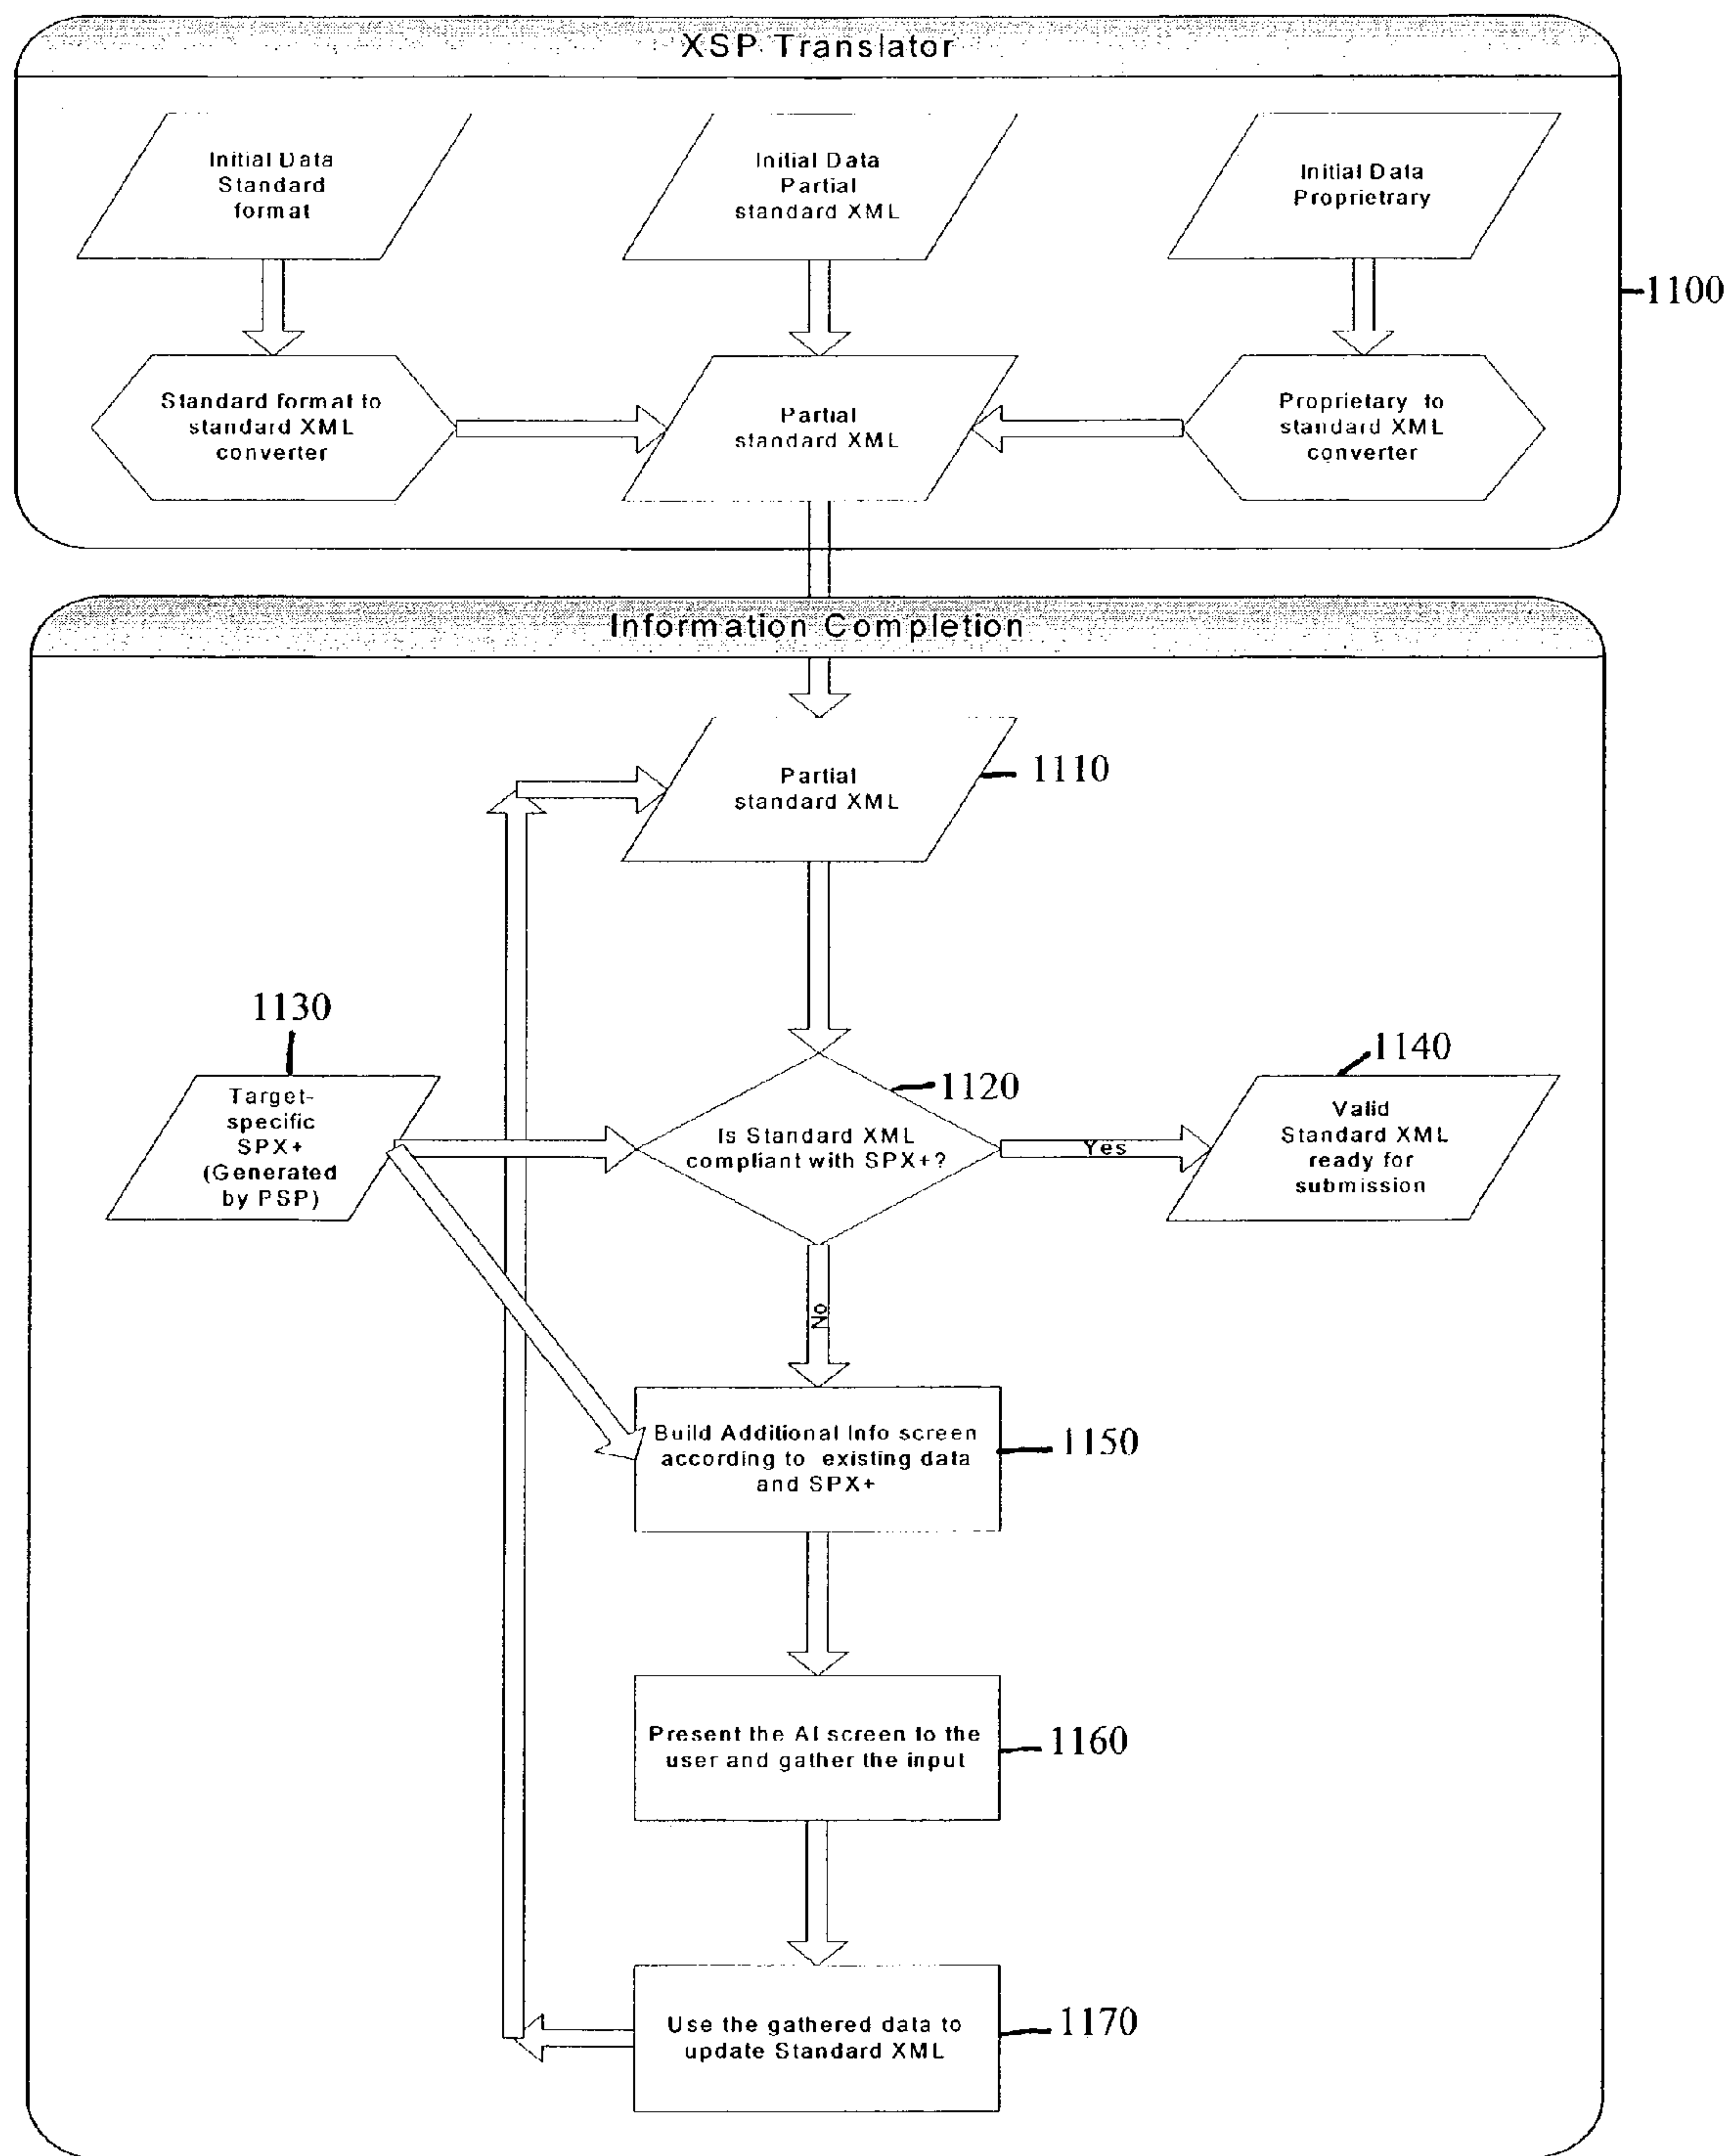 XSP Translator
Initial Data
Standard
format
Initial Data
Partial
standard XML
Initial Data
Proprietrary
1100
Standard format to
standard XML
converter
Partial
standard XML
Proprietary to
standard XML
converter
Information Completion
Partial
standard XML
1110
1130
Target-
specific
SPX+
(Generated
by PSP)
1120
Is Standard XML
compliant with SPX+?
Yes
1140
Valid
Standard XML
ready for
submission
No
Build Additional Info screen
according to existing data
and SPX+
1150
Present the AI screen to the
user and gather the input
1160
Use the gathered data to
update Standard XML
1170